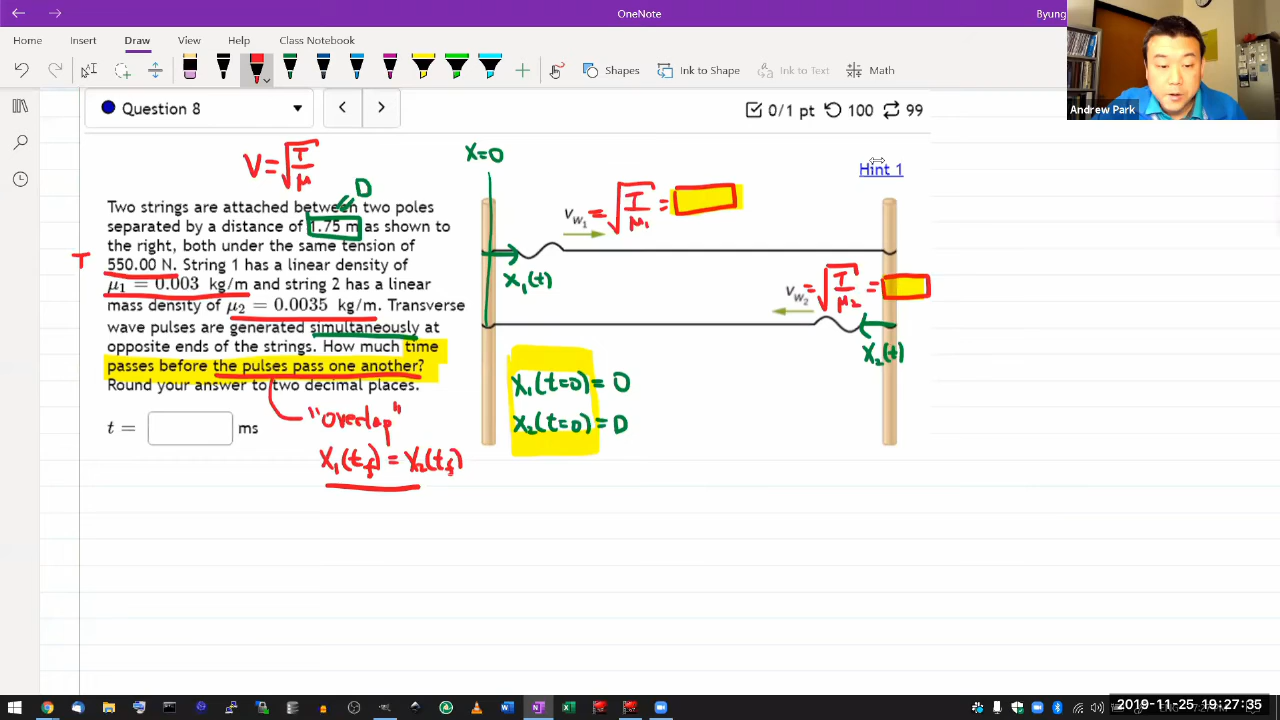 OneNote
Byung
Home Insert Draw View Help Class Notebook
Shapes Ink to Shape Ink to Text Math
Andrew Park
Question 8
0/1 pt 100 99
Hint 1
V = √(T/μ)
D
X=0
Two strings are attached between two poles
separated by a distance of 1.75 m as shown to
the right, both under the same tension of
550.00 N. String 1 has a linear density of
μ1 = 0.003 kg/m and string 2 has a linear
mass density of μ2 = 0.0035 kg/m. Transverse
wave pulses are generated simultaneously at
opposite ends of the strings. How much time
passes before the pulses pass one another?
Round your answer to two decimal places.
t = ms
T
"overlap"
X1(tf) = X2(tf)
vW1 = √(T/μ1) =
X1(t)
vW2 = √(T/μ2) =
X2(t)
X1(t=0) = 0
X2(t=0) = D
2019-11-25 19:27:35